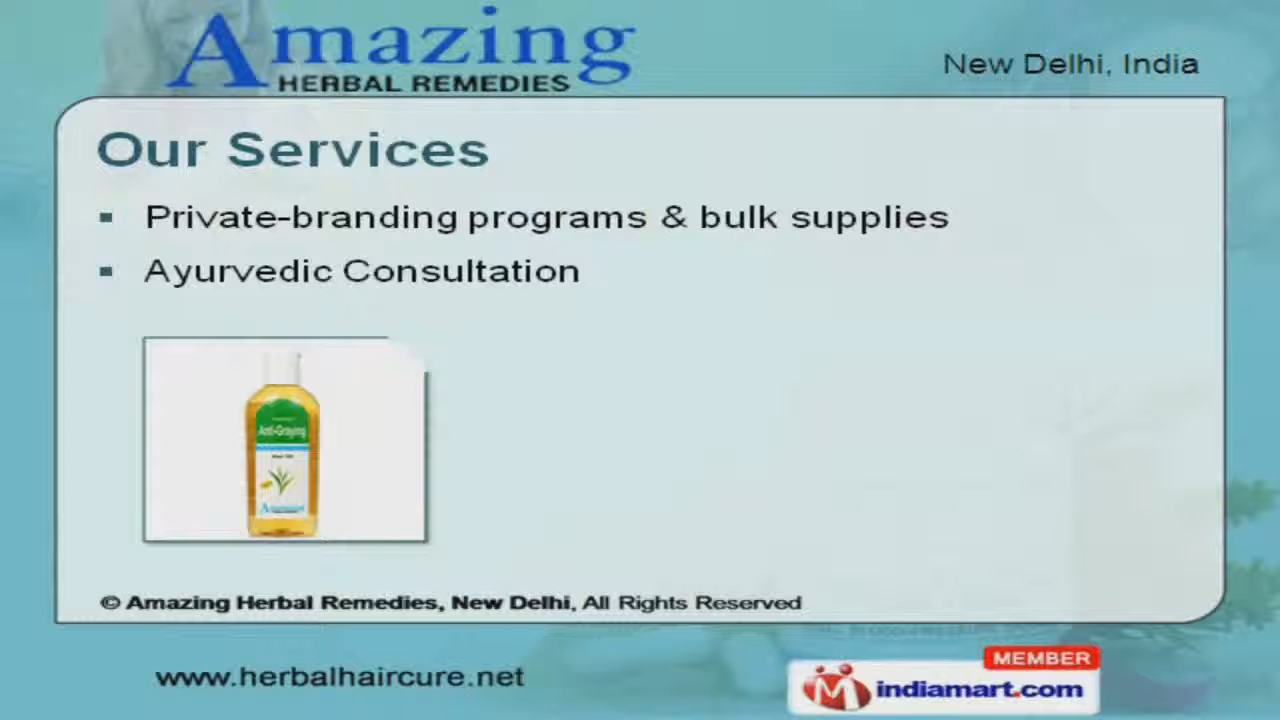 Amazing
HERBAL REMEDIES
New Delhi, India
Our Services
Private-branding programs & bulk supplies
Ayurvedic Consultation
Anti-Graying
© Amazing Herbal Remedies, New Delhi, All Rights Reserved
www.herbalhaircure.net
MEMBER
indiamart.com